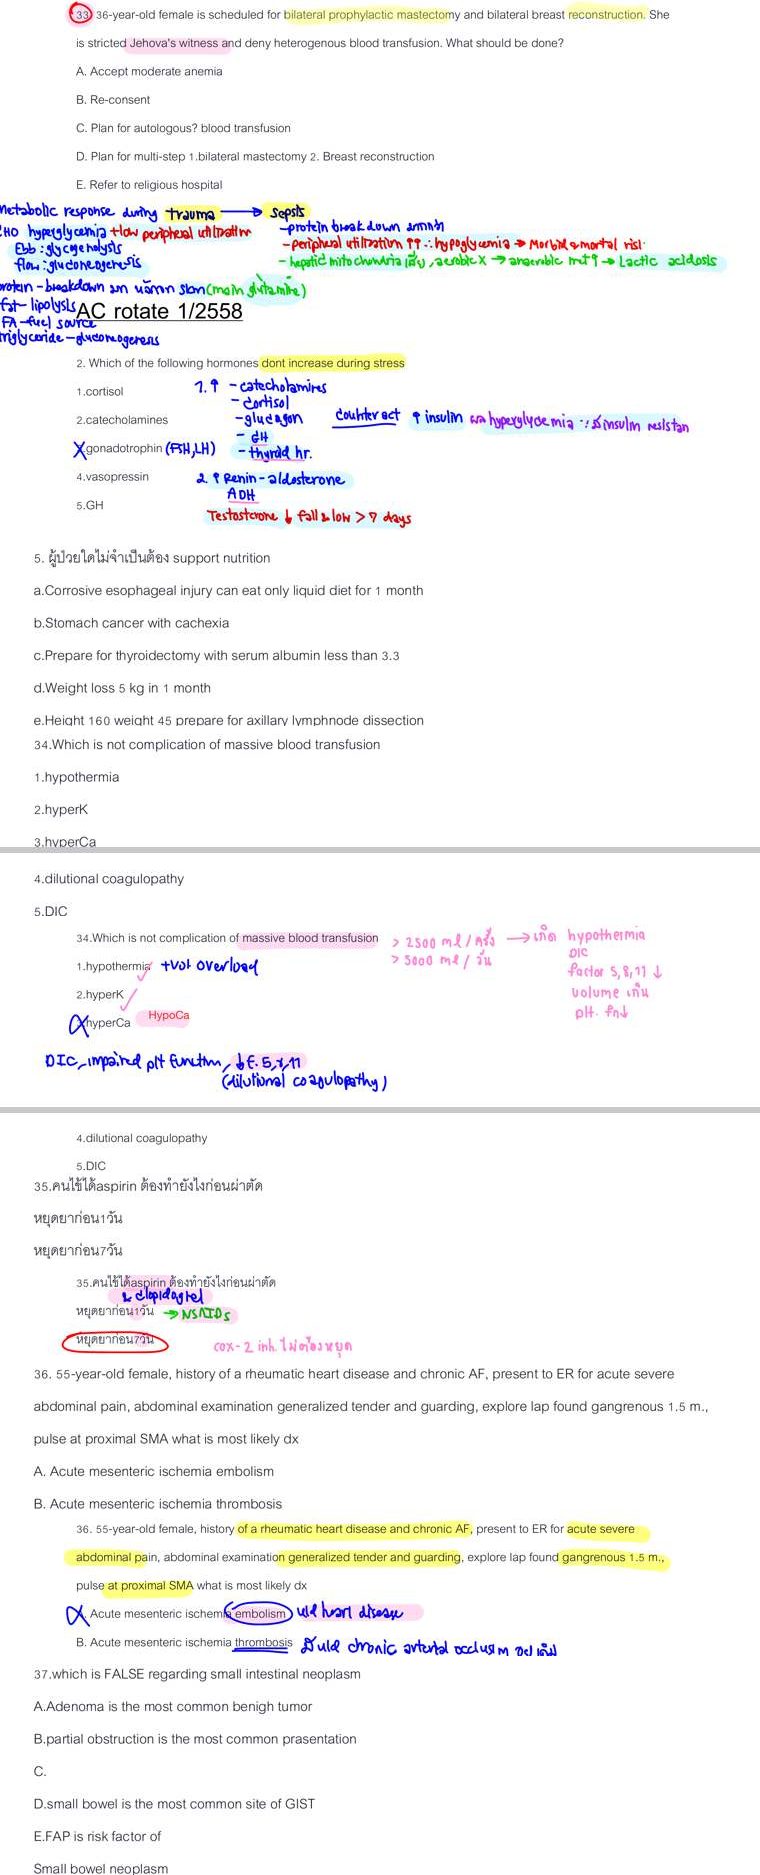 33 36-year-old female is scheduled for bilateral prophylactic mastectomy and bilateral breast reconstruction. She
is stricted Jehova's witness and deny heterogenous blood transfusion. What should be done?
A. Accept moderate anemia
B. Re-consent
C. Plan for autologous? blood transfusion
D. Plan for multi-step 1.bilateral mastectomy 2. Breast reconstruction
E. Refer to religious hospital
metabolic response during trauma → sepsis
CHO hyperglycemia +low peripheral utilization
-protein breakdown
Ebb : glycogenolysis
-peripheral utilization ↑↑ ∴ hypoglycemia → morbid & mortal risk
flow : gluconeogenesis
- hepatic mitochondria เสีย, aerobic x → anaerobic met ↑ → Lactic acidosis
protein -breakdown (main glutamine)
fat- lipolysis
AC rotate 1/2558
FA-fuel source
triglyceride -gluconeogenesis
2. Which of the following hormones dont increase during stress
1.cortisol
1. ↑ - catecholamines
- cortisol
2.catecholamines
-glucagon counteract ↑ insulin hyperglycemia insulin resistan
- GH
gonadotrophin (FSH,LH)
-thyroid hr.
4.vasopressin
2. ↑ Renin-aldosterone
ADH
5.GH
Testosterone ↓ fall & low > 7 days
5. ผู้ป่วยใดไม่จำเป็นต้อง support nutrition
a.Corrosive esophageal injury can eat only liquid diet for 1 month
b.Stomach cancer with cachexia
c.Prepare for thyroidectomy with serum albumin less than 3.3
d.Weight loss 5 kg in 1 month
e.Height 160 weight 45 prepare for axillary lymphnode dissection
34.Which is not complication of massive blood transfusion
1.hypothermia
2.hyperK
3.hyperCa
4.dilutional coagulopathy
5.DIC
34.Which is not complication of massive blood transfusion
> 2500 ml / ครั้ง → เกิด hypothermia
> 5000 ml / วัน
DIC
1.hypothermia +vol overload
factor 5, 8, 11 ↓
2.hyperK
volume เกิน
hyperCa HypoCa
plt. fn↓
DIC, impaired plt function, ↓ f. 5, 8, 11
(dilutional coagulopathy)
4.dilutional coagulopathy
5.DIC
35.คนไข้ได้aspirin ต้องทำยังไงก่อนผ่าตัด
หยุดยาก่อน1วัน
หยุดยาก่อน7วัน
35.คนไข้ได้aspirin ต้องทำยังไงก่อนผ่าตัด
& clopidogrel
หยุดยาก่อน1วัน → NSAIDs
หยุดยาก่อน7วัน
cox-2 inh. ไม่ต้องหยุด
36. 55-year-old female, history of a rheumatic heart disease and chronic AF, present to ER for acute severe
abdominal pain, abdominal examination generalized tender and guarding, explore lap found gangrenous 1.5 m.,
pulse at proximal SMA what is most likely dx
A. Acute mesenteric ischemia embolism
B. Acute mesenteric ischemia thrombosis
36. 55-year-old female, history of a rheumatic heart disease and chronic AF, present to ER for acute severe
abdominal pain, abdominal examination generalized tender and guarding, explore lap found gangrenous 1.5 m.,
pulse at proximal SMA what is most likely dx
Acute mesenteric ischemia embolism heart disease
B. Acute mesenteric ischemia thrombosis chronic arterial occlusion
37.which is FALSE regarding small intestinal neoplasm
A.Adenoma is the most common benigh tumor
B.partial obstruction is the most common prasentation
C.
D.small bowel is the most common site of GIST
E.FAP is risk factor of
Small bowel neoplasm